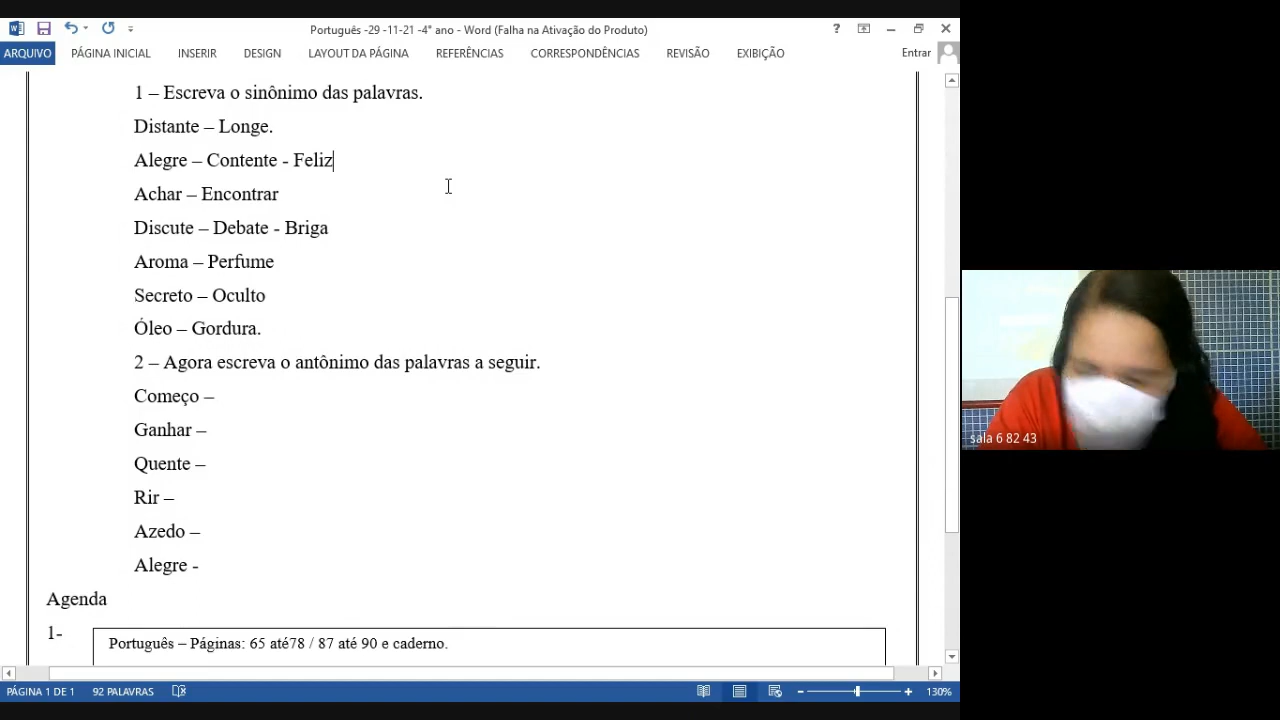 Português -29 -11-21 -4° ano - Word (Falha na Ativação do Produto)
?
ARQUIVO PÁGINA INICIAL INSERIR DESIGN LAYOUT DA PÁGINA REFERÊNCIAS CORRESPONDÊNCIAS REVISÃO EXIBIÇÃO Entrar
1 – Escreva o sinônimo das palavras.
Distante – Longe.
Alegre – Contente - Feliz
Achar – Encontrar
Discute – Debate - Briga
Aroma – Perfume
Secreto – Oculto
Óleo – Gordura.
2 – Agora escreva o antônimo das palavras a seguir.
Começo –
Ganhar –
Quente –
Rir –
Azedo –
Alegre -
Agenda
1-
Português – Páginas: 65 até78 / 87 até 90 e caderno.
sala 6 82 43
PÁGINA 1 DE 1 92 PALAVRAS 130%